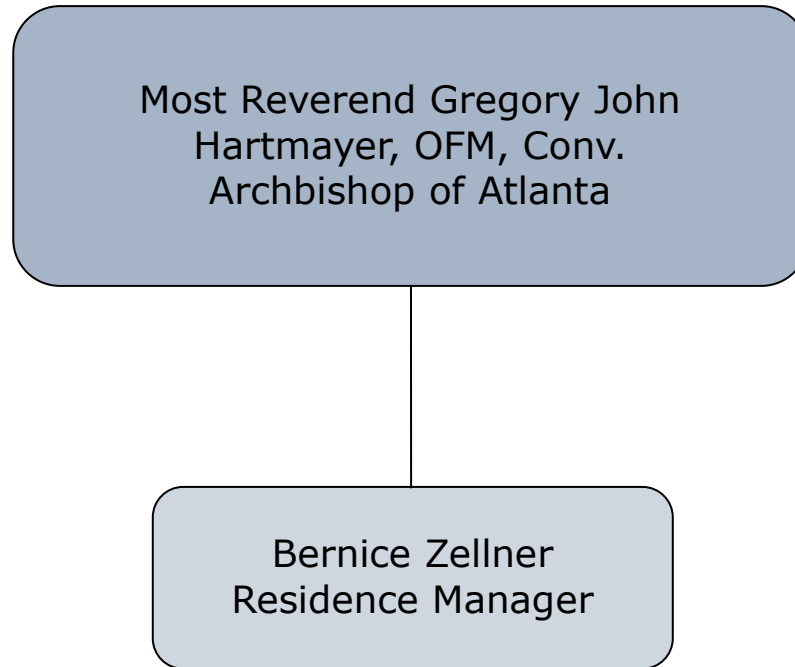 Most Reverend Gregory John
Hartmayer, OFM, Conv.
Archbishop of Atlanta
Bernice Zellner
Residence Manager